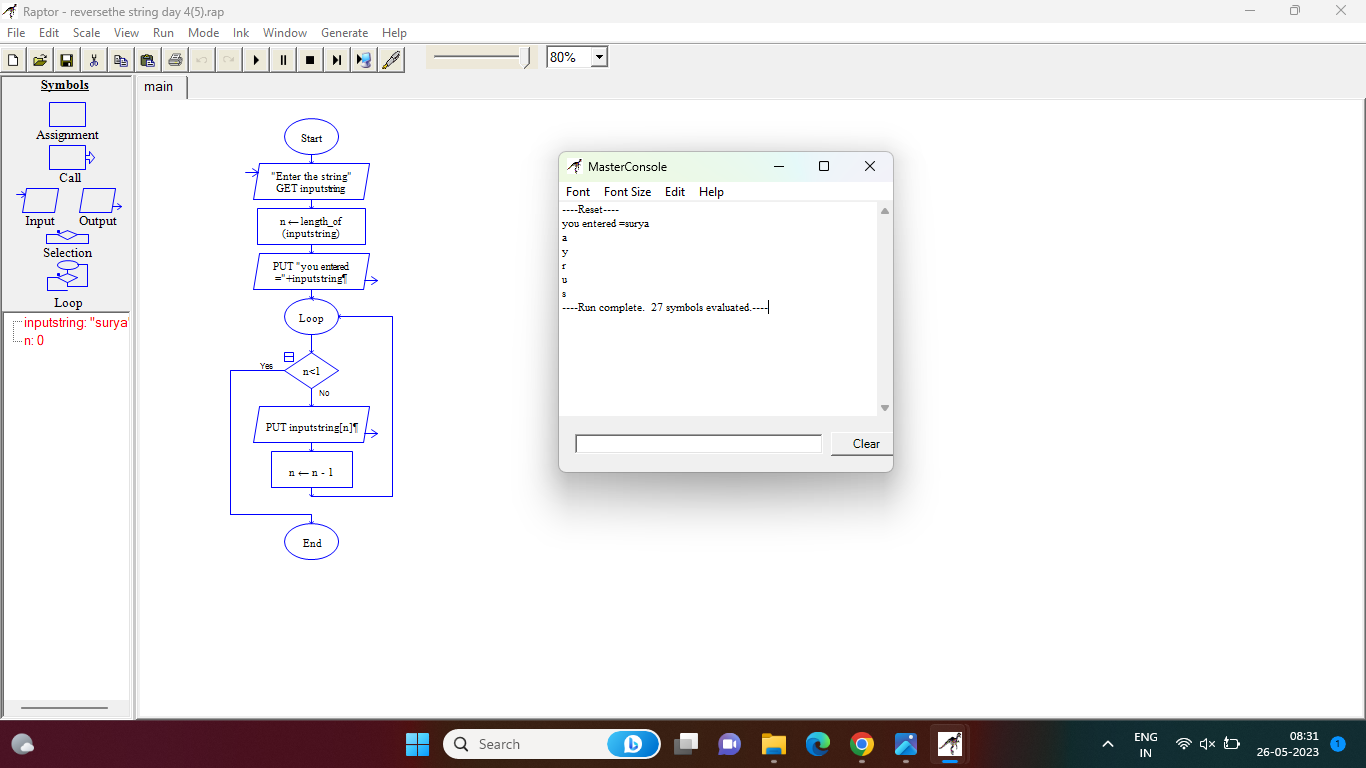 Raptor - reversethe string day 4(5).rap
File Edit Scale View Run Mode Ink Window Generate Help
80%
Symbols
Assignment
Call
Input Output
Selection
Loop
inputstring: "surya"
n: 0
main
Start
"Enter the string"
GET inputstring
n ← length_of
(inputstring)
PUT "you entered
="+inputstring¶
Loop
Yes
n<1
No
PUT inputstring[n]¶
n ← n - 1
End
MasterConsole
Font Font Size Edit Help
----Reset----
you entered =surya
a
y
r
u
s
----Run complete.  27 symbols evaluated.----
Clear
Search
ENG
IN
08:31
26-05-2023
1